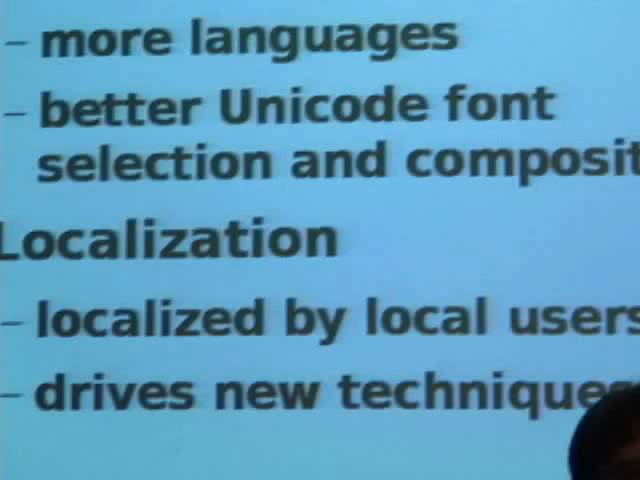 – more languages
– better Unicode font
selection and composit
Localization
– localized by local users
– drives new techniques